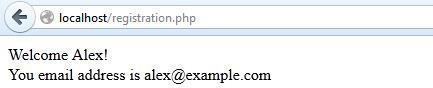 localhost/registration.php
Welcome Alex!
You email address is alex@example.com